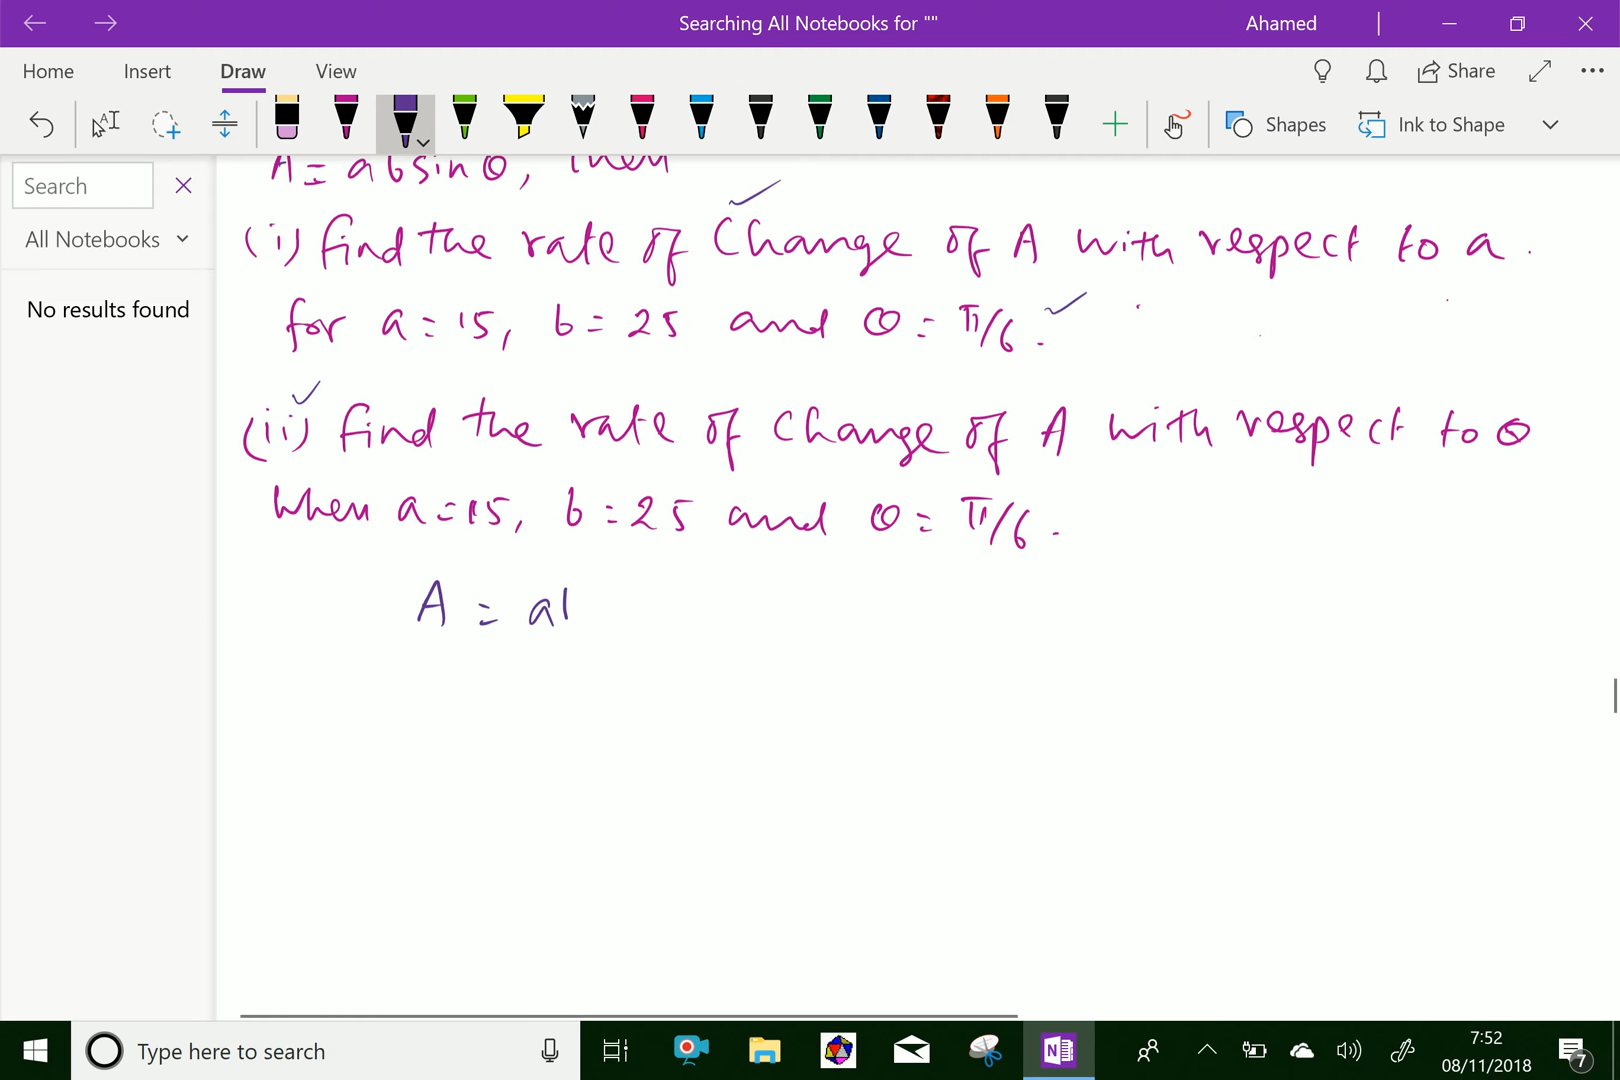 Searching All Notebooks for ""
Ahamed
Home Insert Draw View
Share
Shapes
Ink to Shape
Search
All Notebooks
No results found
A = ab sin θ, then
(i) find the rate of Change of A with respect to a.
for a = 15, b = 25 and θ = π/6.
(ii) find the rate of Change of A with respect to θ
When a = 15, b = 25 and θ = π/6.
A = al
Type here to search
7:52
08/11/2018
7